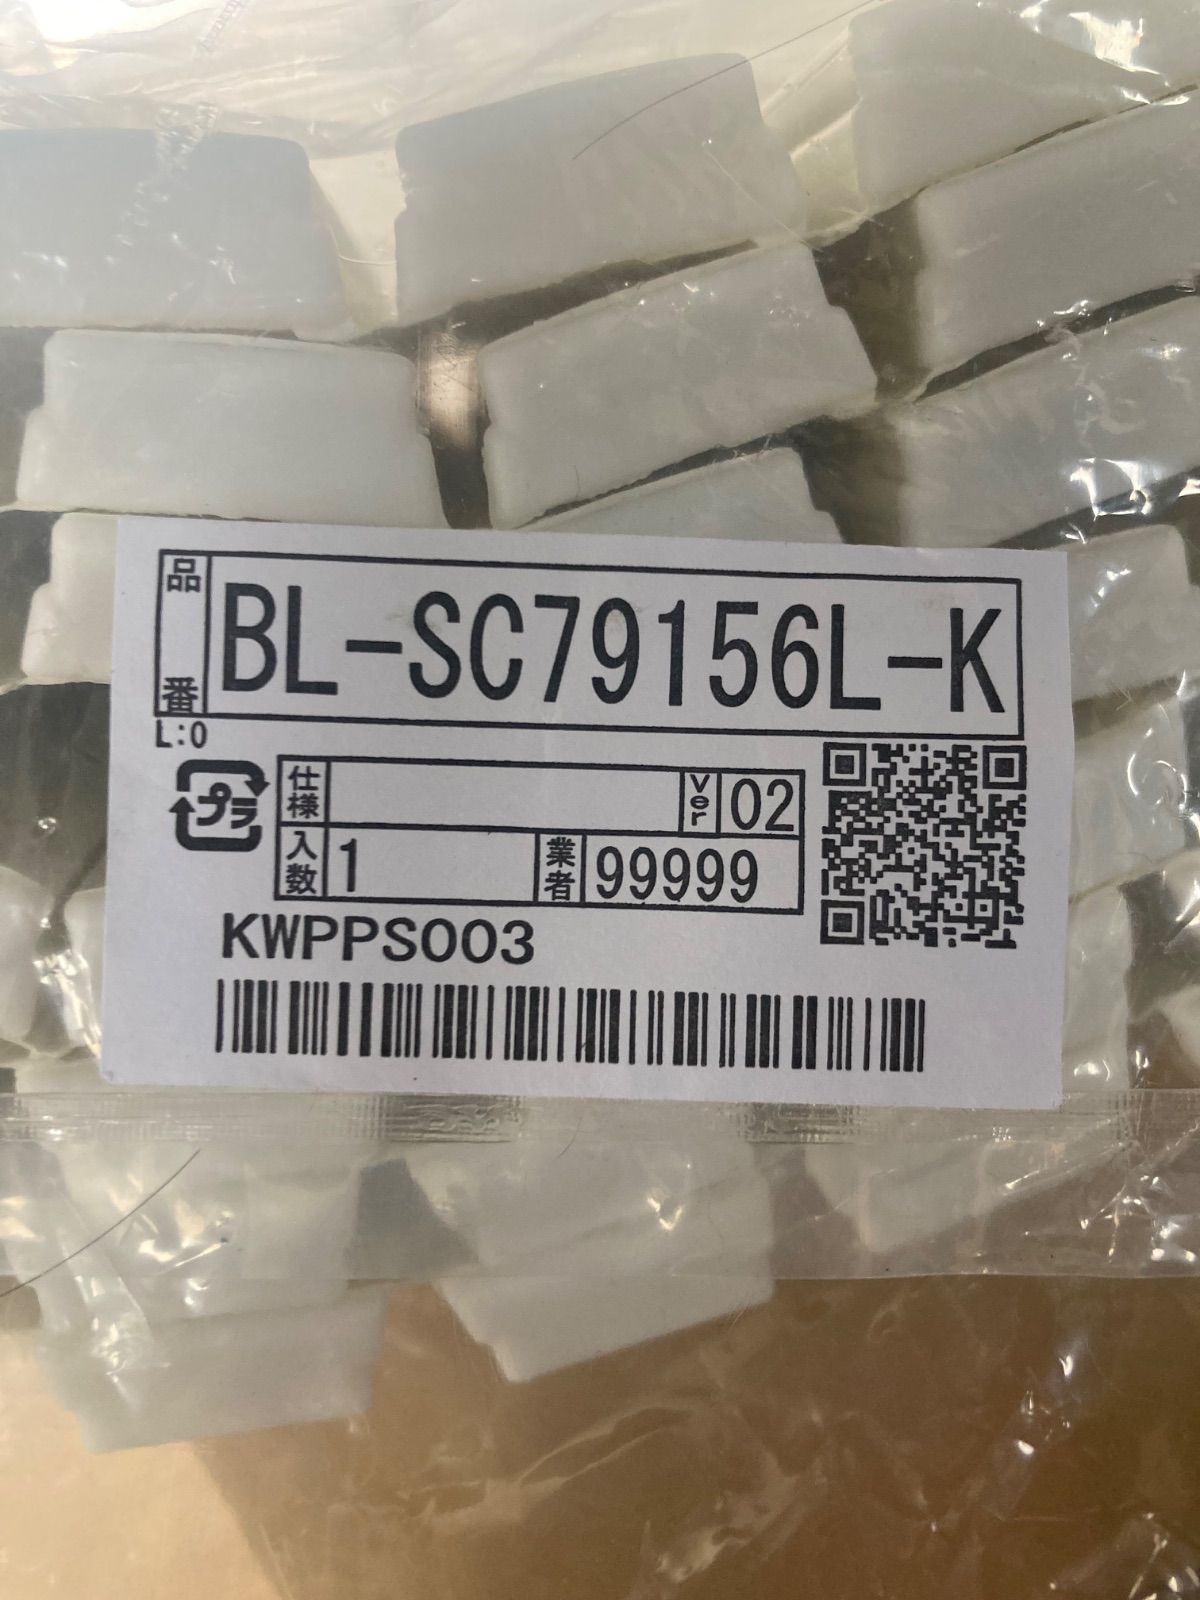 品番 BL-SC79156L-K
L:0
プラ
仕様 Ver 02
入数 1 業者 99999
KWPPS003